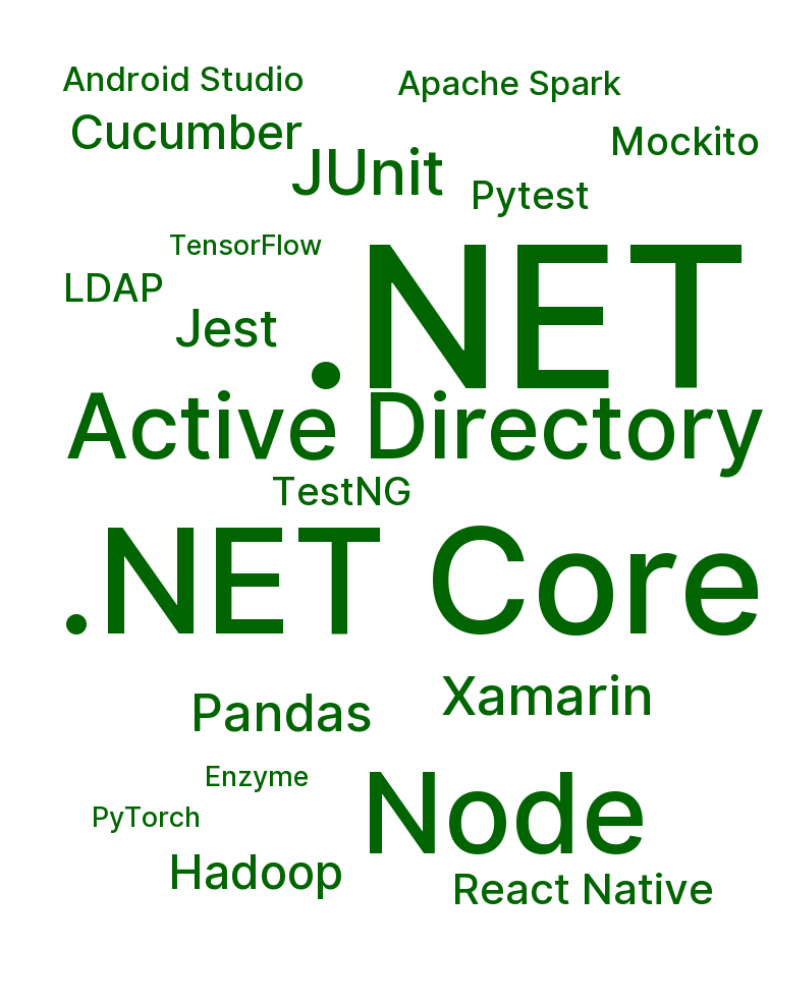 Android Studio
Apache Spark
Cucumber
Mockito
JUnit
Pytest
TensorFlow
.NET
LDAP
Jest
Active Directory
TestNG
.NET Core
Xamarin
Pandas
Enzyme
Node
PyTorch
Hadoop
React Native